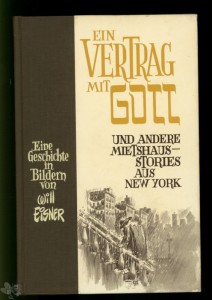 EIN
VERTRAG
MIT
GOTT
UND ANDERE
MIETSHAUS-
STORIES
AUS
NEW YORK
Eine
Geschichte
in
Bildern
von
Will
EISNER